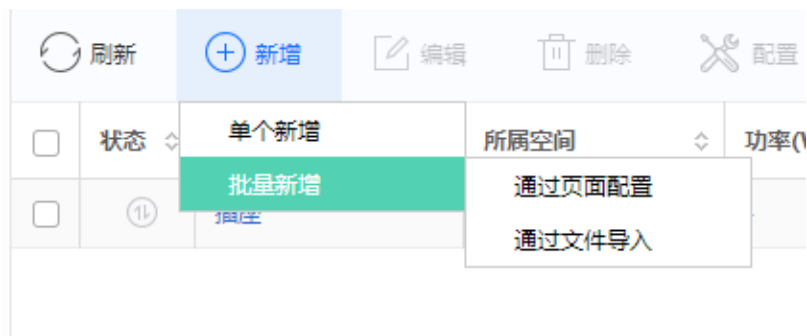 刷新 新增 编辑 删除 配置
状态 单个新增 所属空间 功率(
批量新增 通过页面配置
插座
通过文件导入